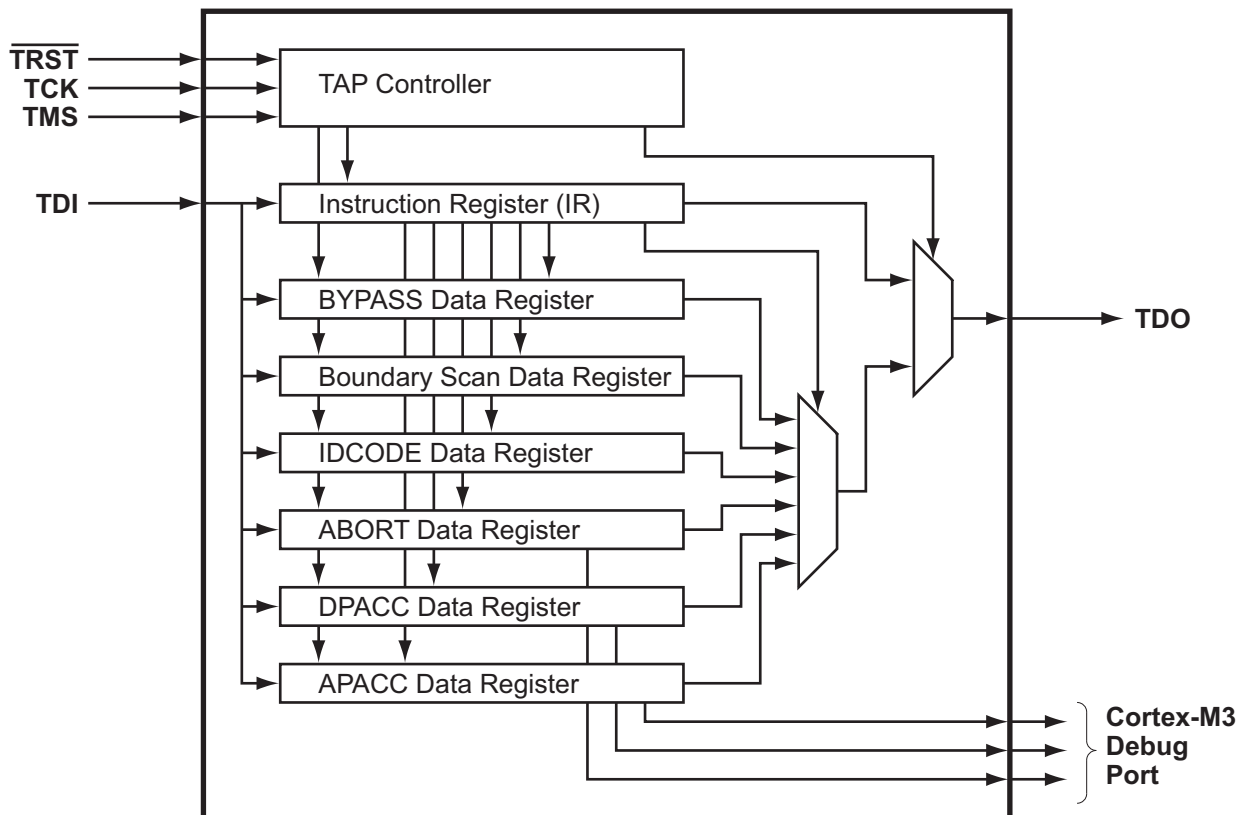 TRST
TCK
TMS
TAP Controller
TDI
Instruction Register (IR)
BYPASS Data Register
TDO
Boundary Scan Data Register
IDCODE Data Register
ABORT Data Register
DPACC Data Register
APACC Data Register
Cortex-M3
Debug
Port